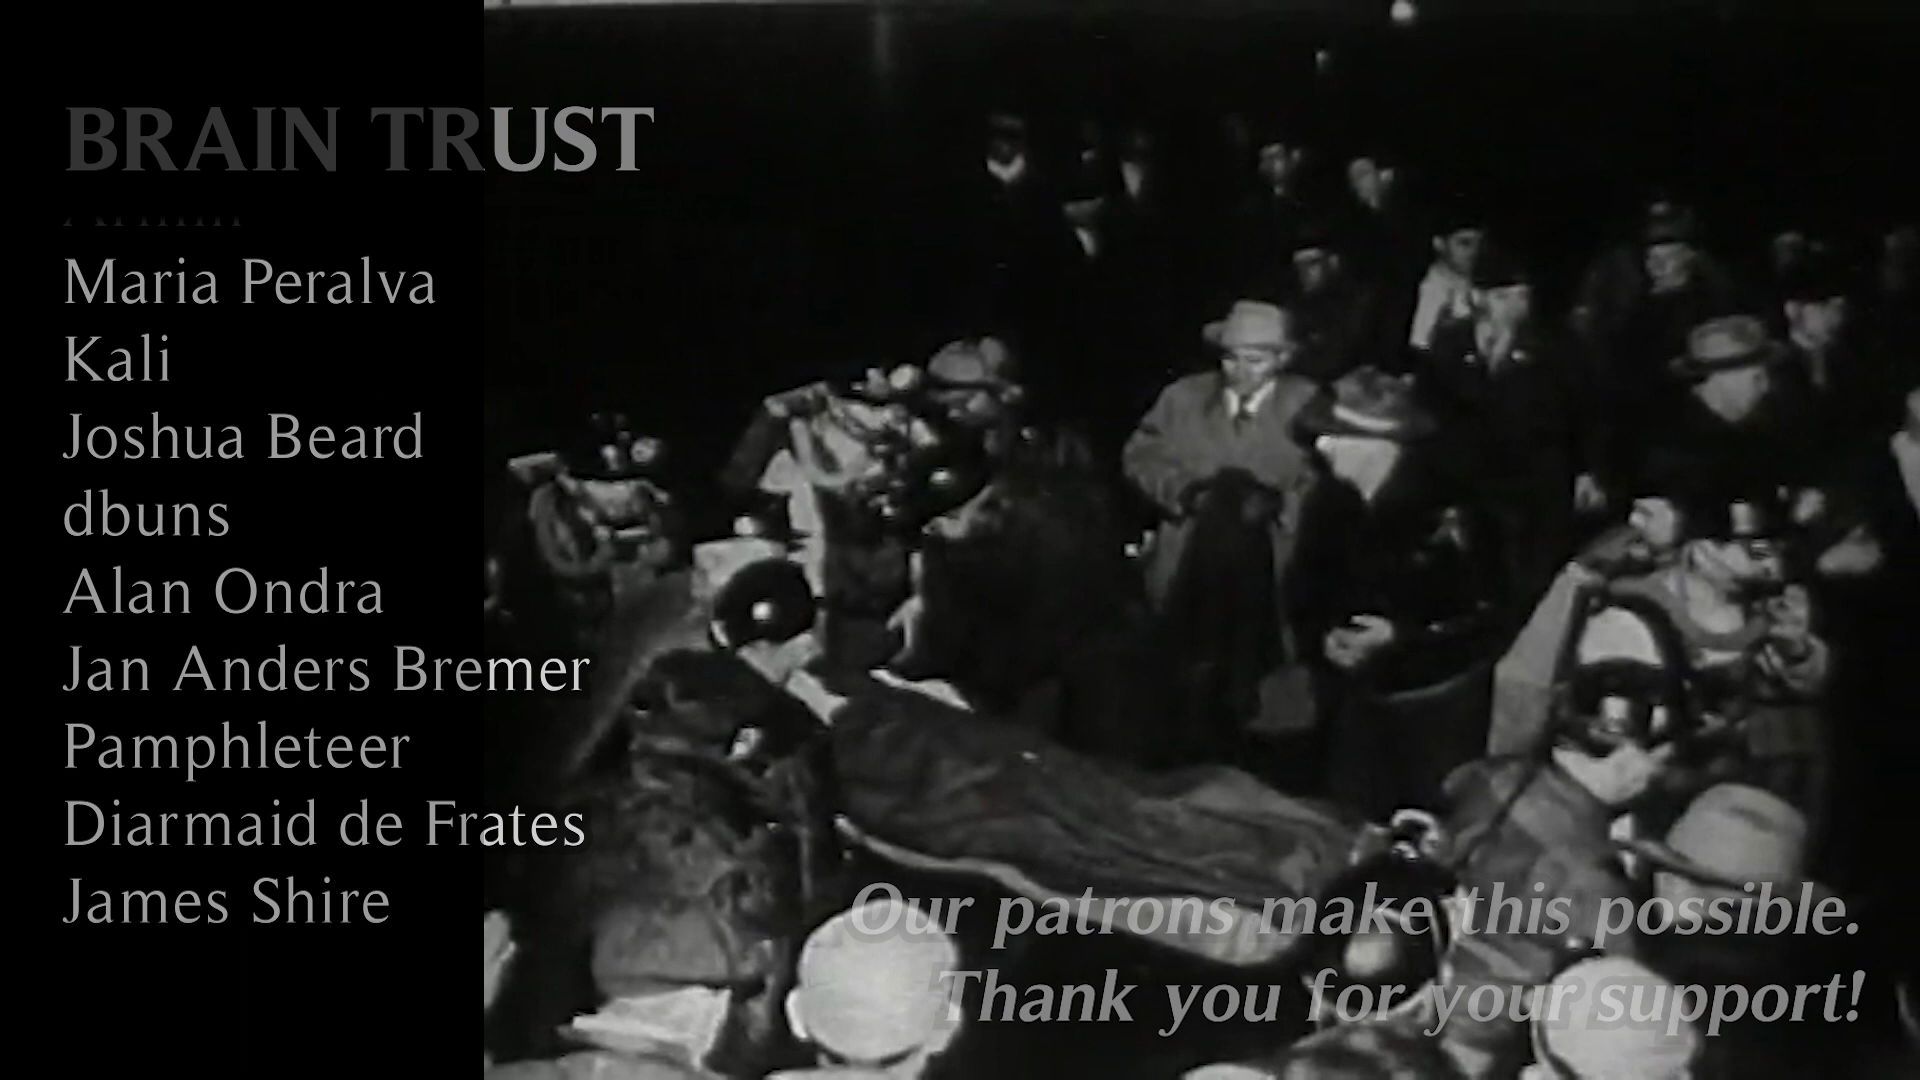 BRAIN TRUST
Maria Peralva
Kali
Joshua Beard
dbuns
Alan Ondra
Jan Anders Bremer
Pamphleteer
Diarmaid de Frates
James Shire
Our patrons make this possible.
Thank you for your support!